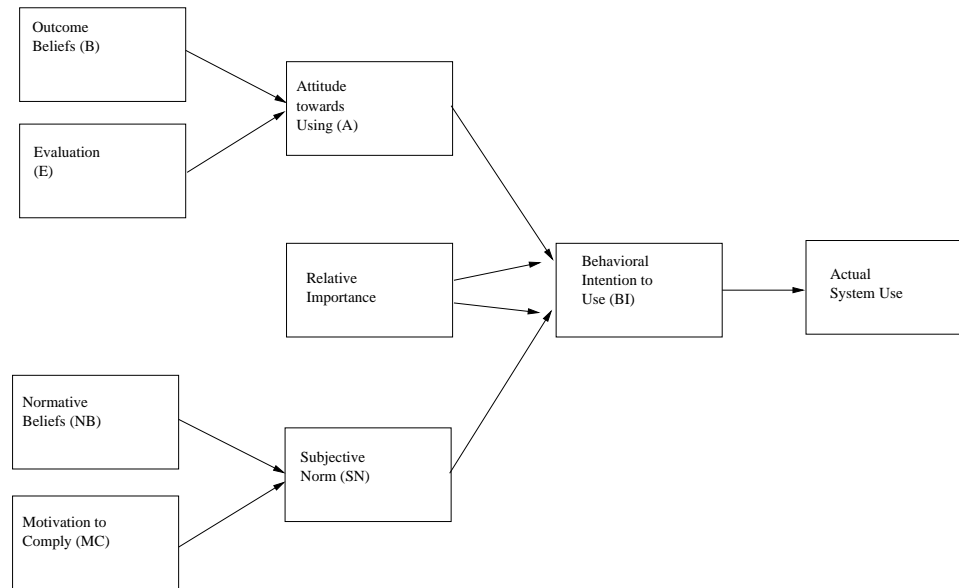 Outcome
Beliefs (B)
Evaluation
(E)
Attitude
towards
Using (A)
Relative
Importance
Normative
Beliefs (NB)
Motivation to
Comply (MC)
Subjective
Norm (SN)
Behavioral
Intention to
Use (BI)
Actual
System Use